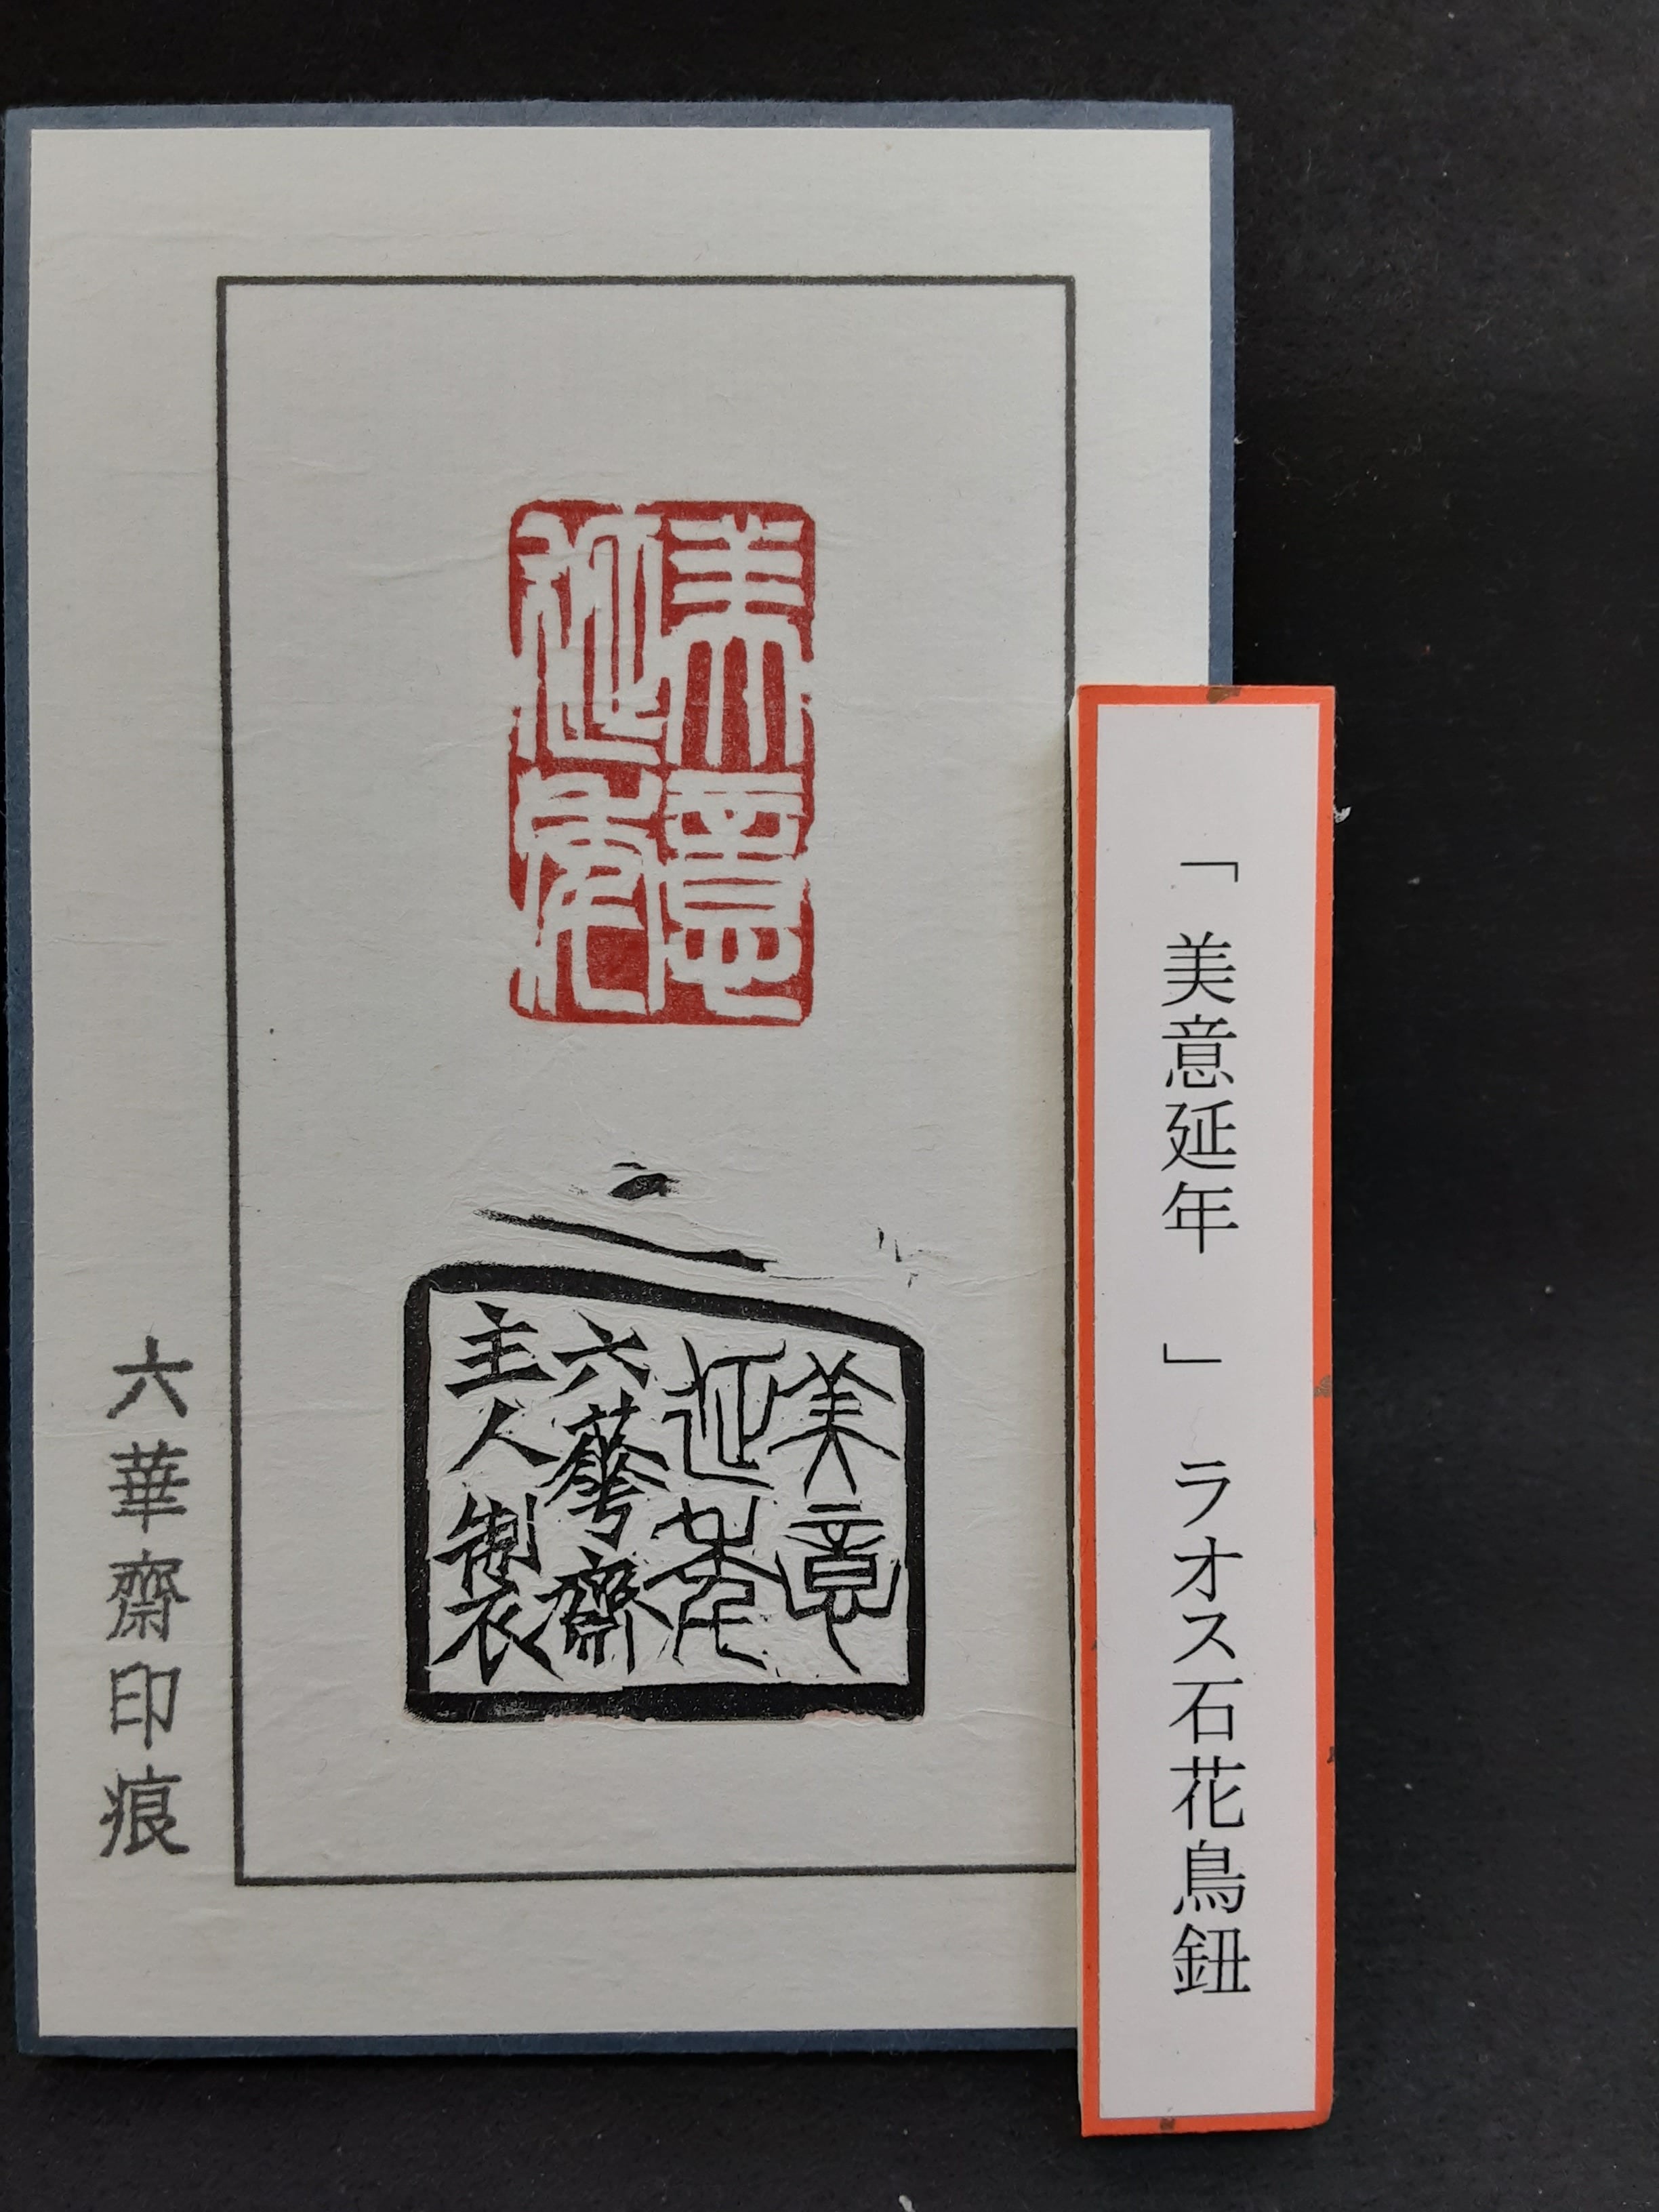 「美意延年　」ラオス石花鳥鈕
美意
延年
美意
延年
六華齋
主人製
六華齋印痕